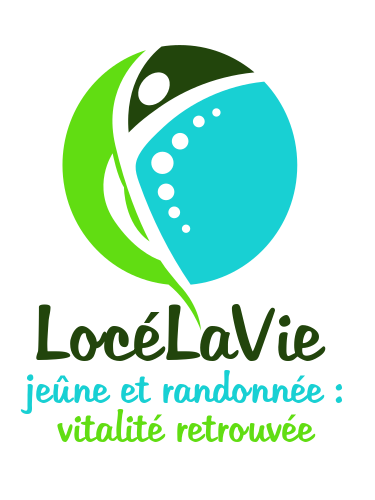 LocéLaVie
jeûne et randonnée :
vitalité retrouvée